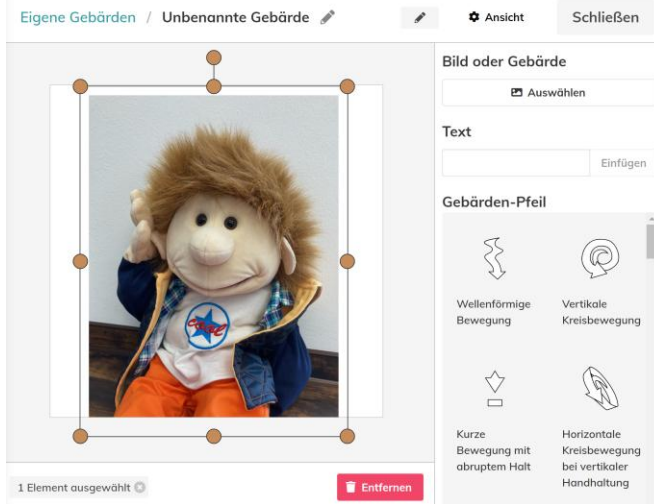 Eigene Gebärden / Unbenannte Gebärde
Ansicht
Schließen
cool
1 Element ausgewählt
Entfernen
Bild oder Gebärde
Auswählen
Text
Einfügen
Gebärden-Pfeil
Wellenförmige
Bewegung
Vertikale
Kreisbewegung
Kurze
Bewegung mit
abruptem Halt
Horizontale
Kreisbewegung
bei vertikaler
Handhaltung